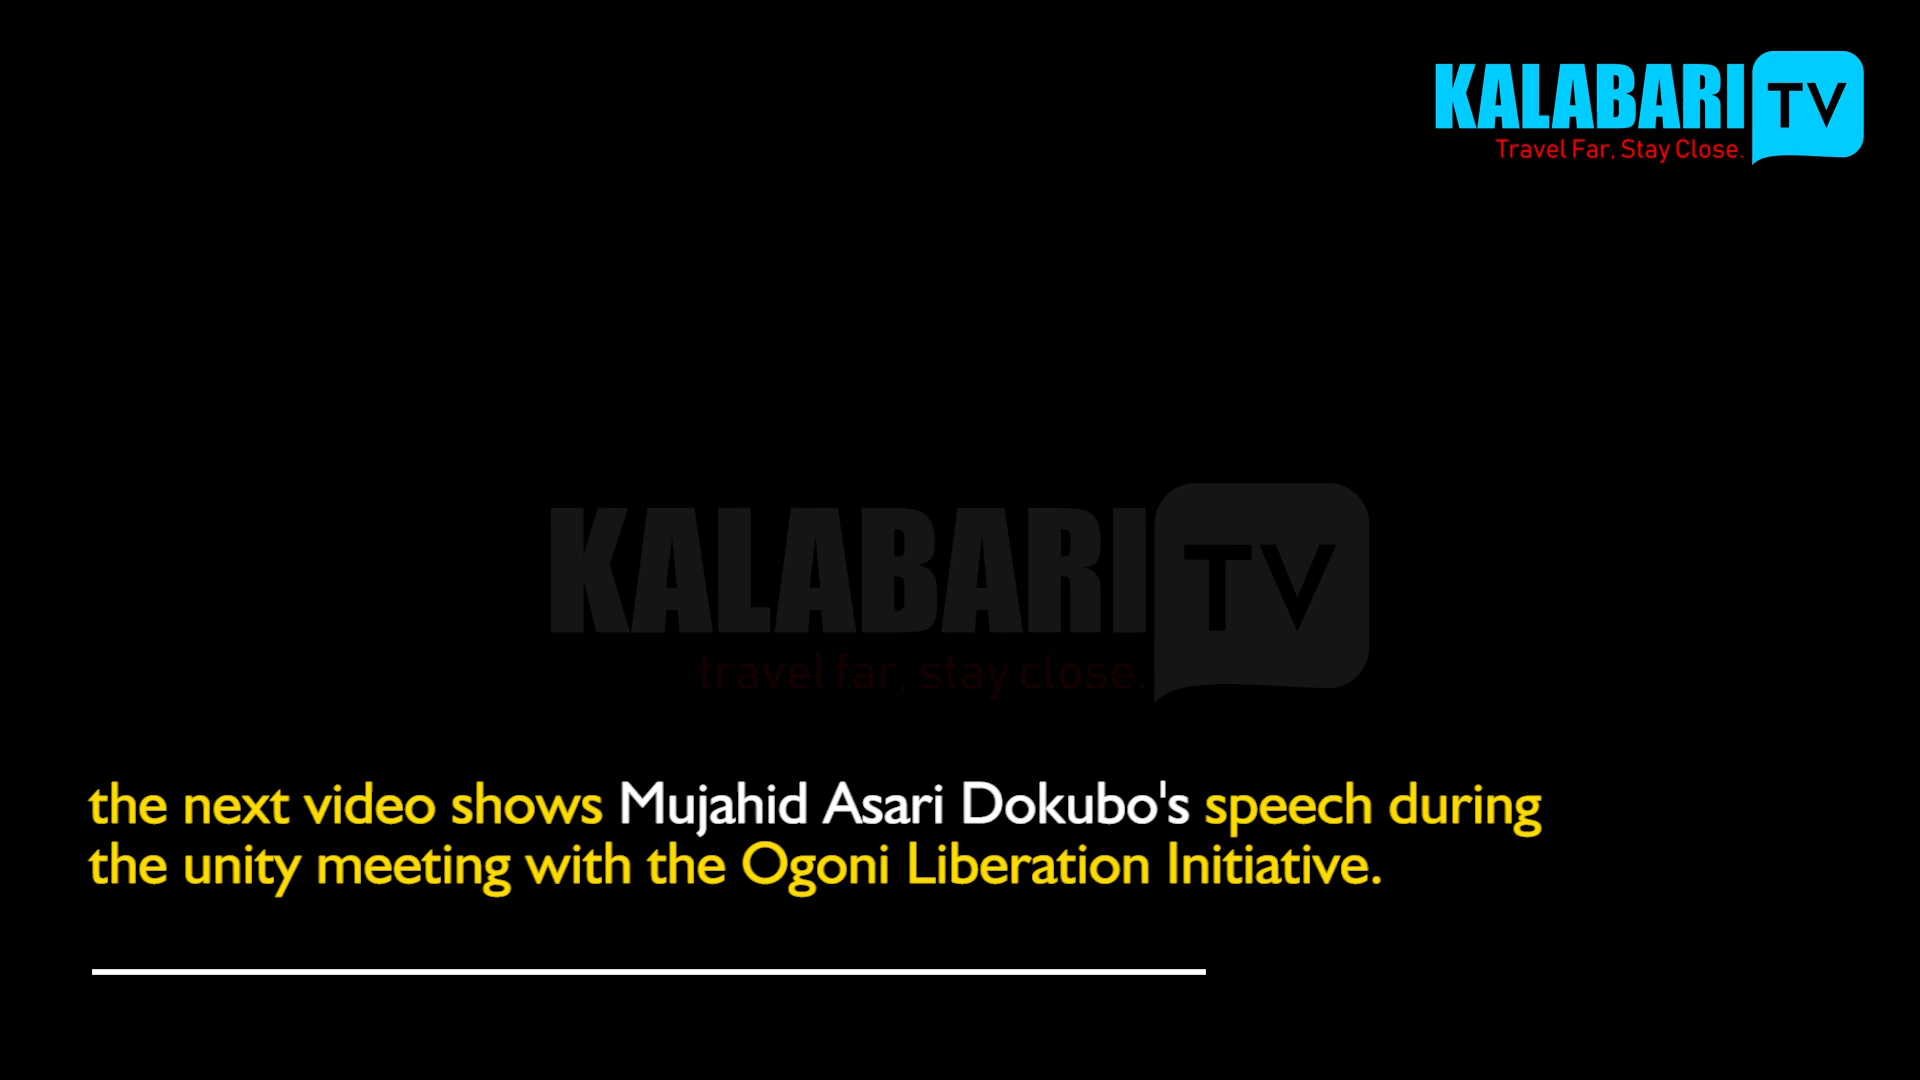 KALABARI TV
Travel Far, Stay Close.
KALABARI TV
travel far, stay close.
the next video shows Mujahid Asari Dokubo's speech during
the unity meeting with the Ogoni Liberation Initiative.